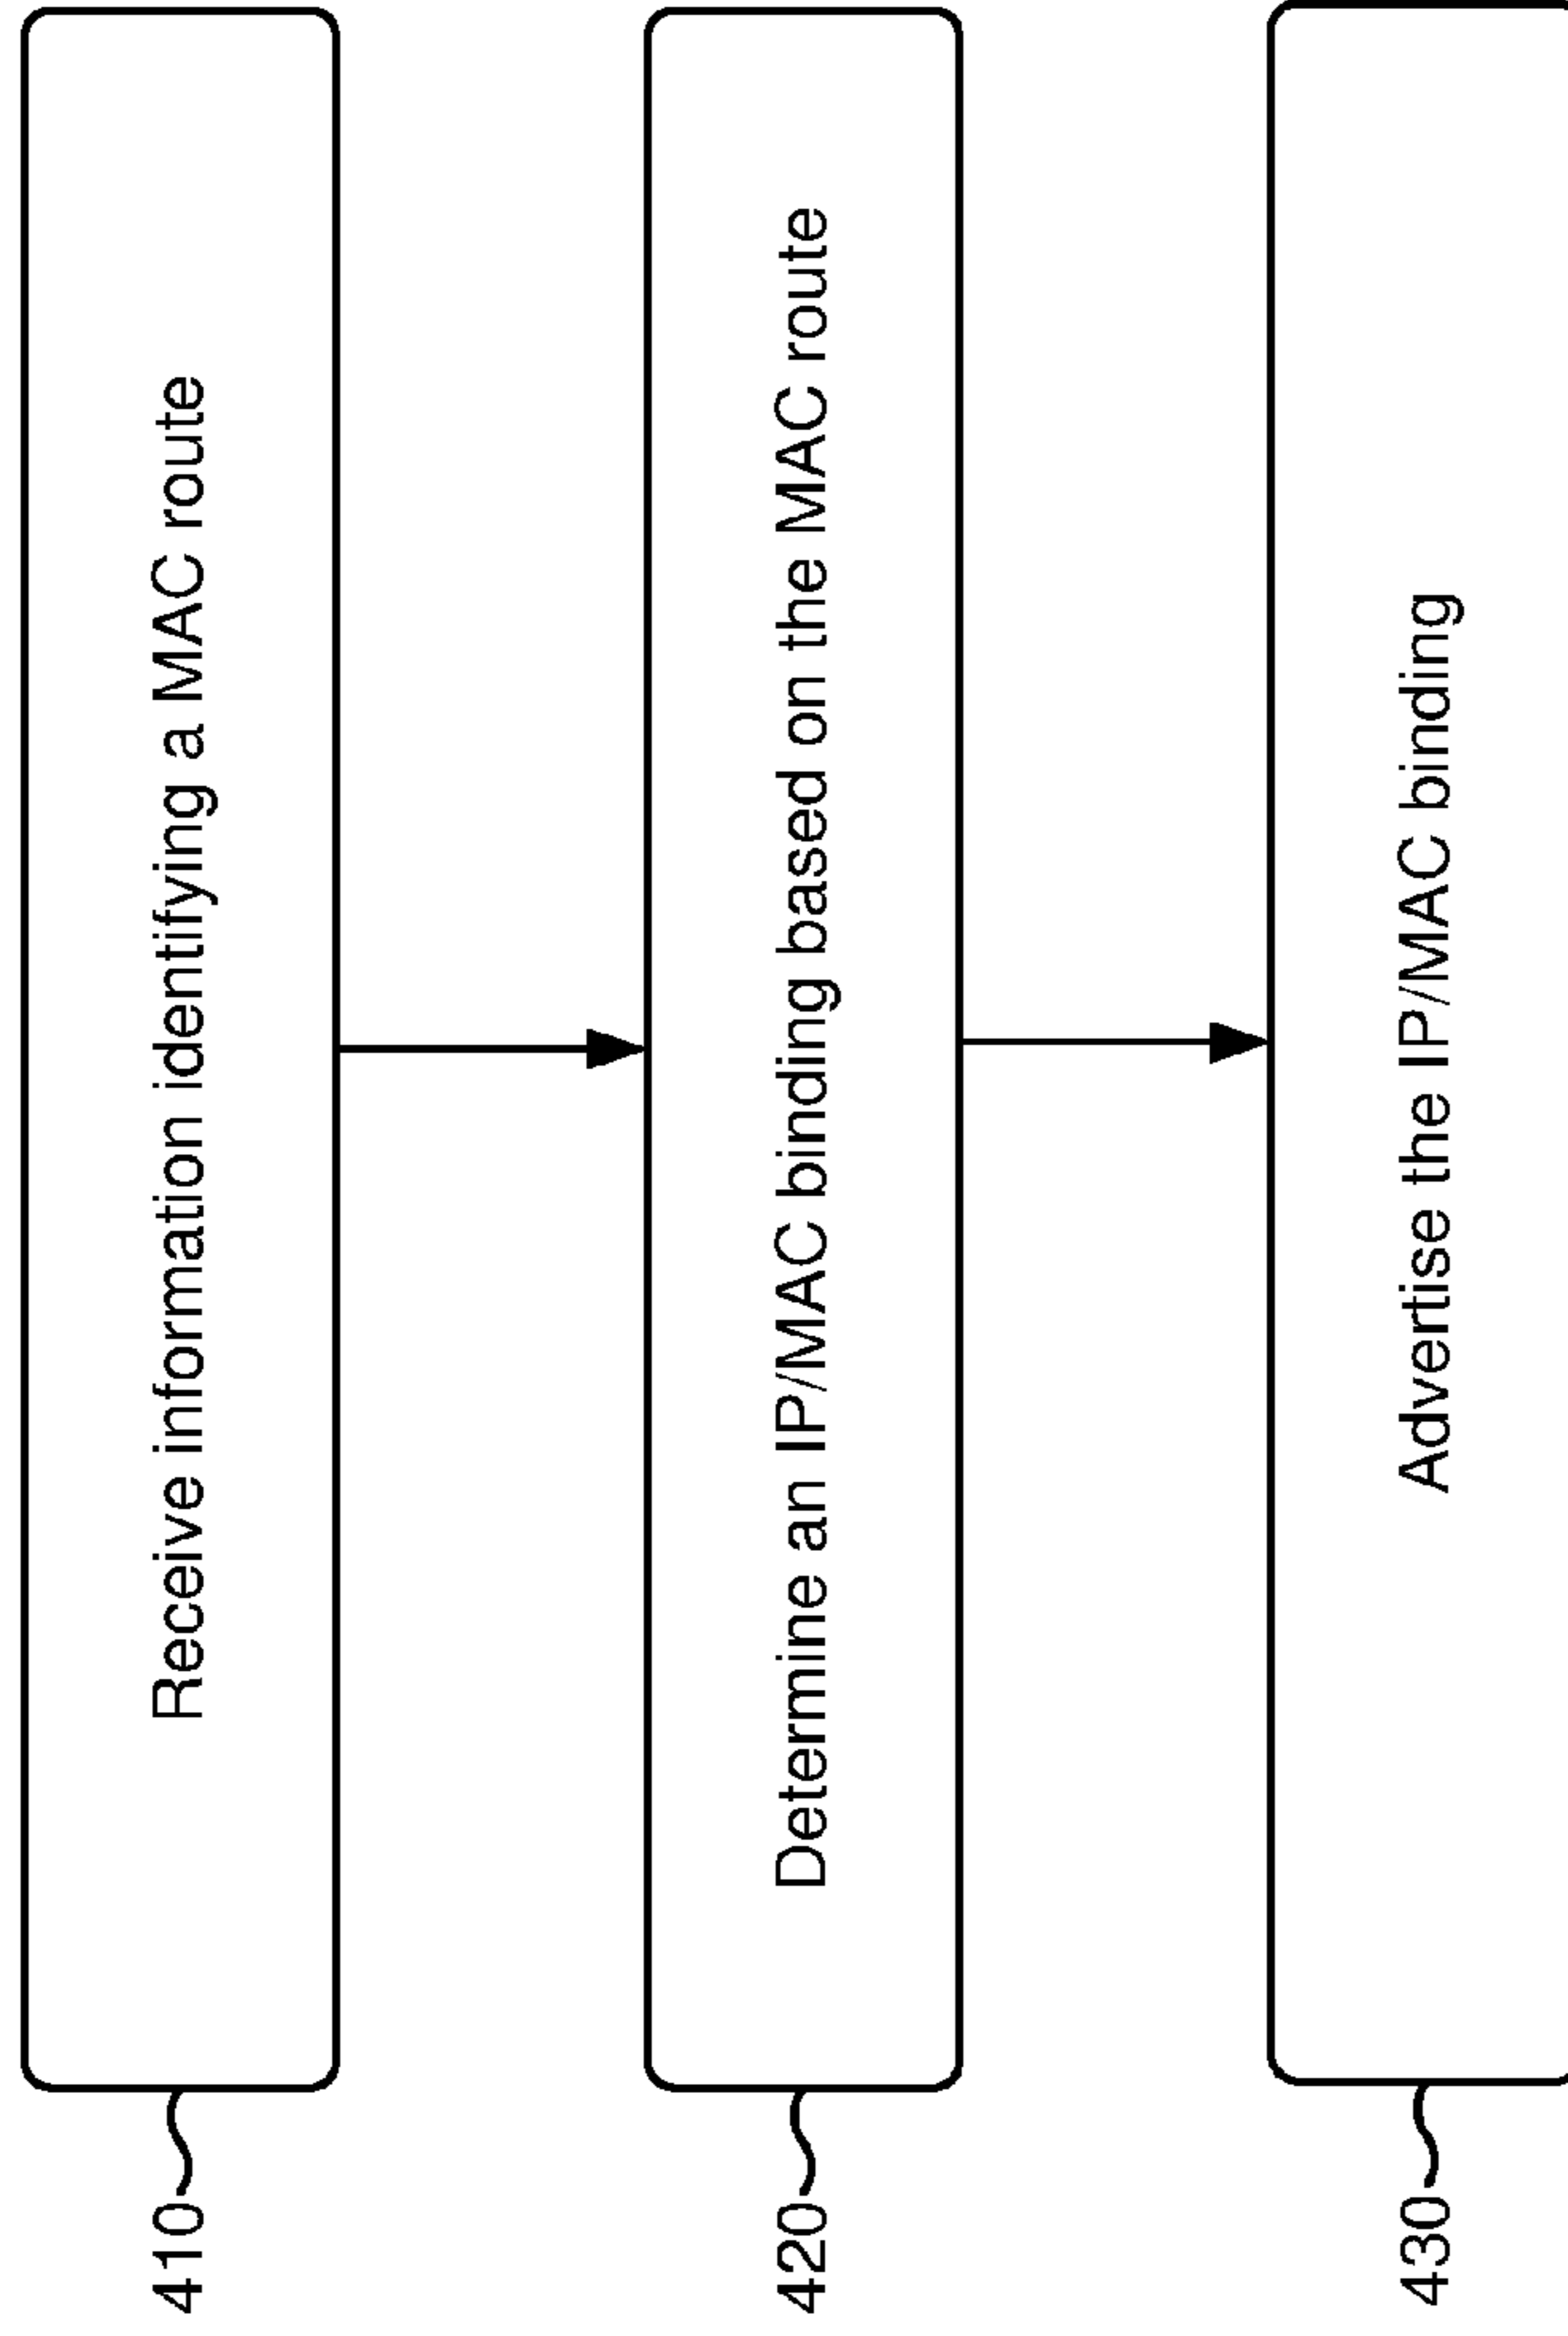 410
Receive information identifying a MAC route
420
Determine an IP/MAC binding based on the MAC route
430
Advertise the IP/MAC binding